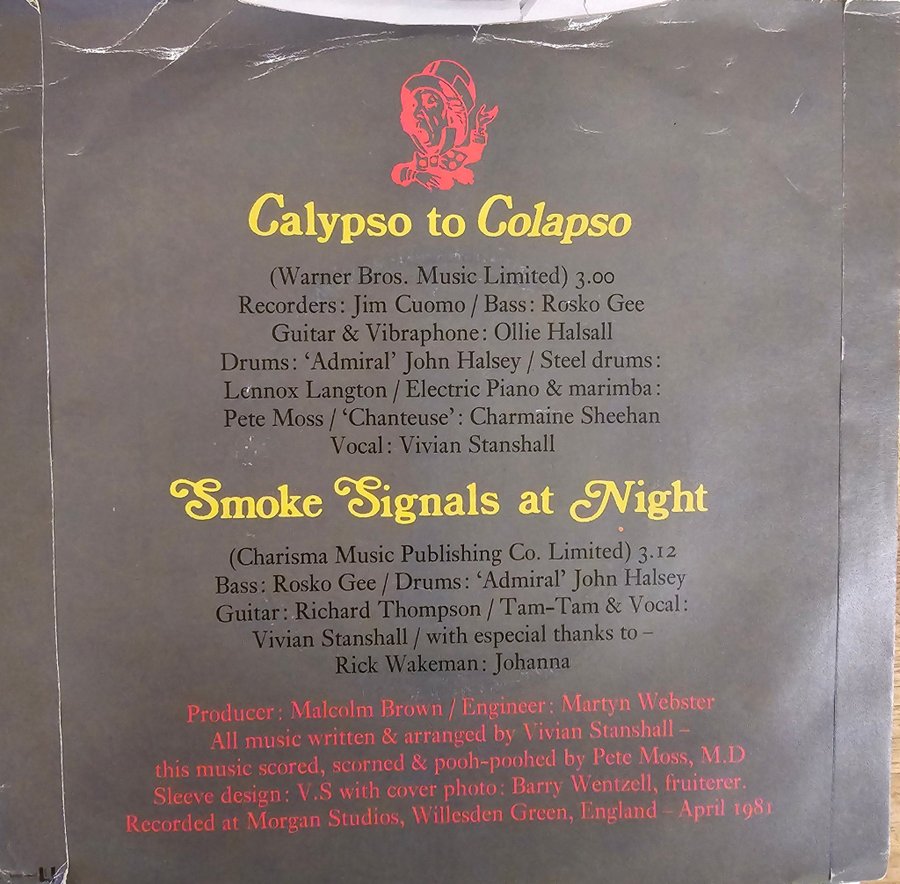 Calypso to Colapso
(Warner Bros. Music Limited) 3.00
Recorders: Jim Cuomo / Bass: Rosko Gee
Guitar & Vibraphone: Ollie Halsall
Drums: ‘Admiral’ John Halsey / Steel drums:
Lennox Langton / Electric Piano & marimba:
Pete Moss / ‘Chanteuse’: Charmaine Sheehan
Vocal: Vivian Stanshall
Smoke Signals at Night
(Charisma Music Publishing Co. Limited) 3.12
Bass: Rosko Gee / Drums: ‘Admiral’ John Halsey
Guitar: Richard Thompson / Tam-Tam & Vocal:
Vivian Stanshall / with especial thanks to –
Rick Wakeman: Johanna
Producer: Malcolm Brown / Engineer: Martyn Webster
All music written & arranged by Vivian Stanshall –
this music scored, scorned & pooh-poohed by Pete Moss, M.D
Sleeve design: V.S with cover photo: Barry Wentzell, fruiterer.
Recorded at Morgan Studios, Willesden Green, England – April 1981